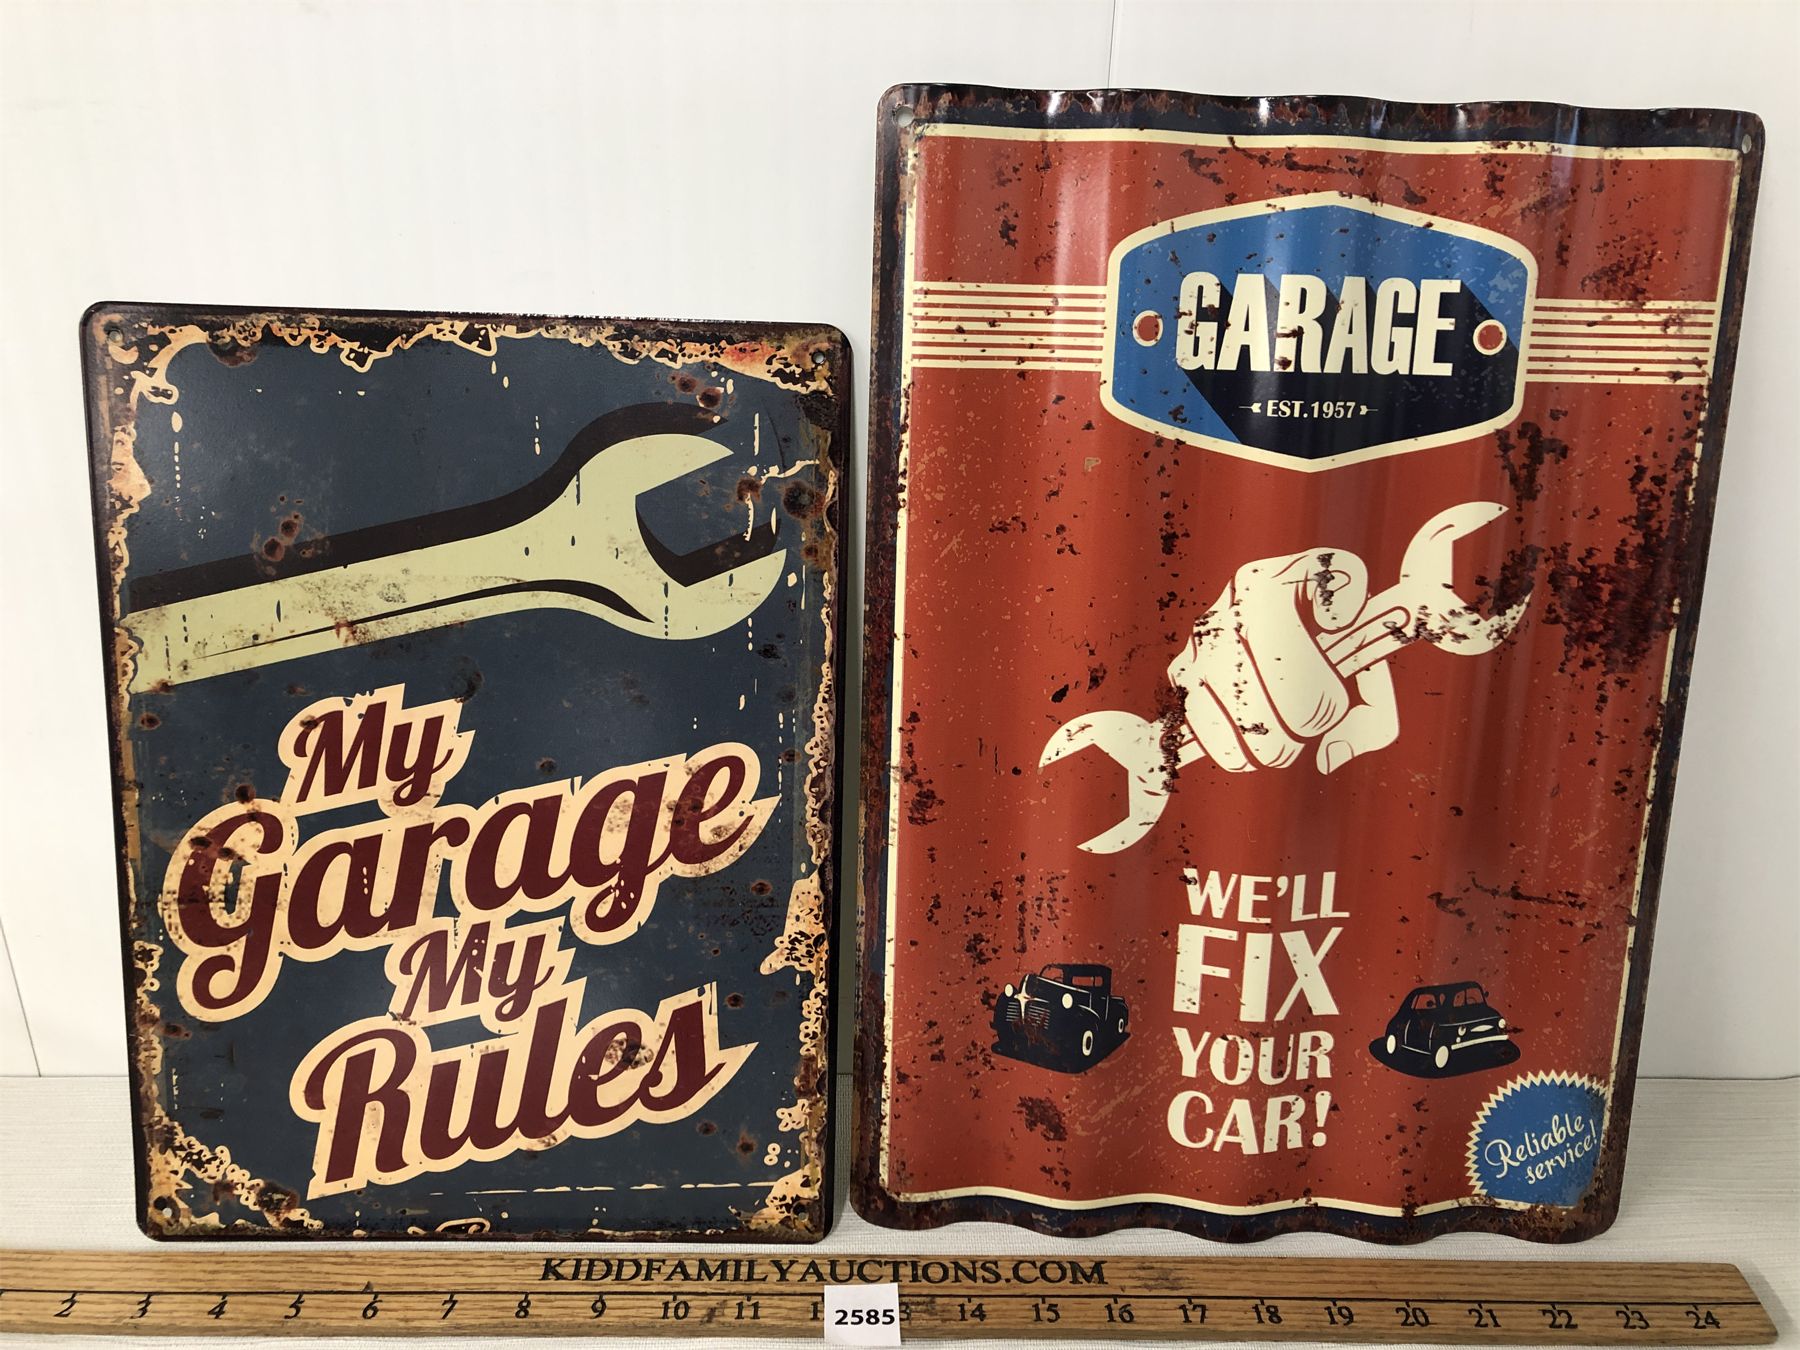 My
Garage
My
Rules
GARAGE
EST.1957
WE'LL
FIX
YOUR
CAR!
Reliable
service!
KIDDFAMILYAUCTIONS.COM
2 3 4 5 6 7 8 9 10 11 1 2585 3 14 15 16 17 18 19 20 21 22 23 24